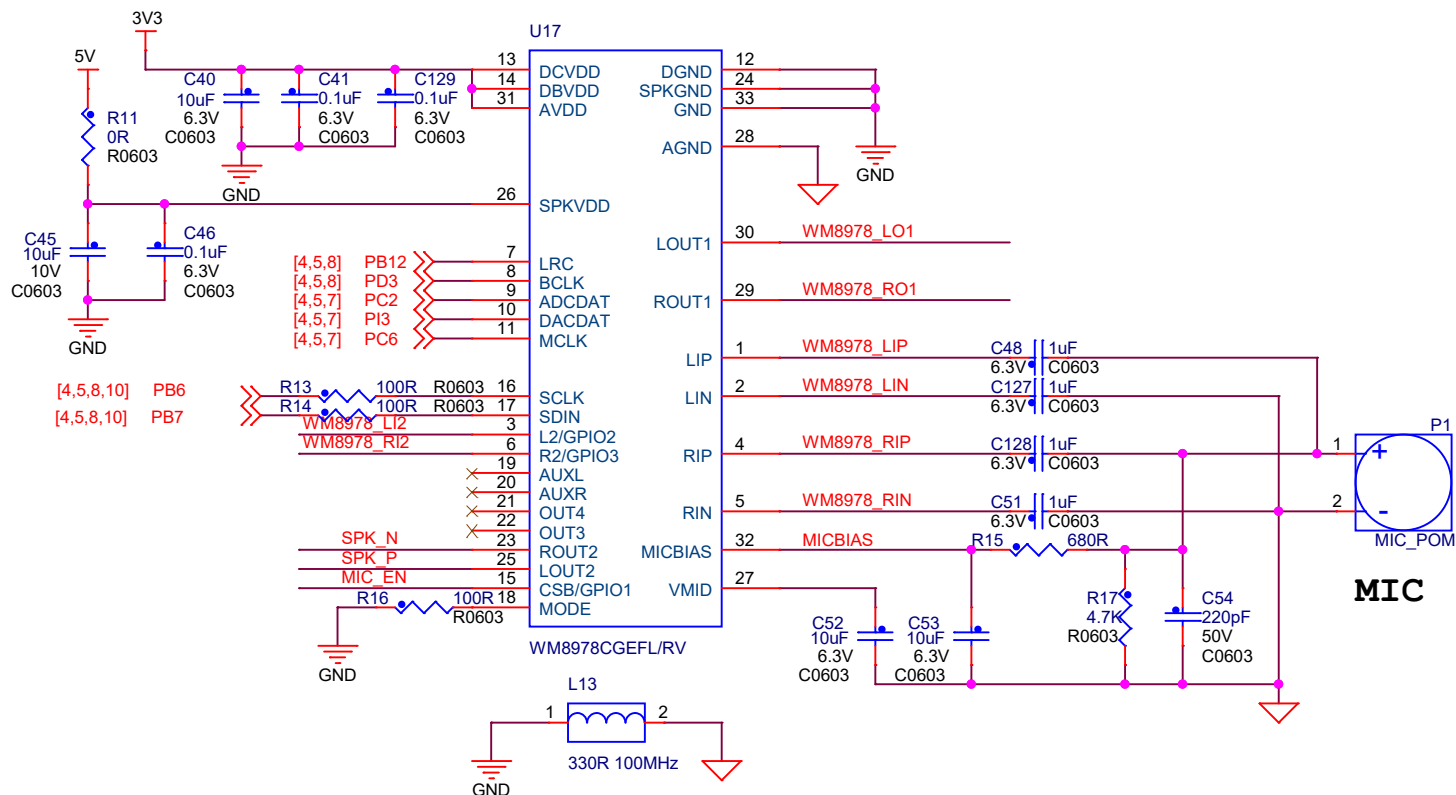 3V3
5V
R11
0R
R0603
C40
10uF
6.3V
C0603
C41
0.1uF
6.3V
C0603
C129
0.1uF
6.3V
C0603
GND
C45
10uF
10V
C0603
C46
0.1uF
6.3V
C0603
GND
U17
13 DCVDD
14 DBVDD
31 AVDD
26 SPKVDD
[4,5,8] PB12 7 LRC
[4,5,8] PD3 8 BCLK
[4,5,7] PC2 9 ADCDAT
[4,5,7] PI3 10 DACDAT
[4,5,7] PC6 11 MCLK
[4,5,8,10] PB6 R13 100R R0603 16 SCLK
[4,5,8,10] PB7 R14 100R R0603 17 SDIN
WM8978_LI2 3 L2/GPIO2
WM8978_RI2 6 R2/GPIO3
19 AUXL
20 AUXR
21 OUT4
22 OUT3
SPK_N 23 ROUT2
SPK_P 25 LOUT2
MIC_EN 15 CSB/GPIO1
R16 100R R0603 18 MODE
GND
WM8978CGEFL/RV
DGND 12
SPKGND 24
GND 33
AGND 28
GND
LOUT1 30 WM8978_LO1
ROUT1 29 WM8978_RO1
LIP 1 WM8978_LIP C48 1uF
6.3V C0603
LIN 2 WM8978_LIN C127 1uF
6.3V C0603
RIP 4 WM8978_RIP C128 1uF
6.3V C0603
RIN 5 WM8978_RIN C51 1uF
6.3V C0603
MICBIAS 32 MICBIAS R15 680R
VMID 27
C52
10uF
6.3V
C0603
C53
10uF
6.3V
C0603
R17
4.7K
R0603
C54
220pF
50V
C0603
P1
1 +
2 -
MIC_POM
MIC
L13
1 2
330R 100MHz
GND